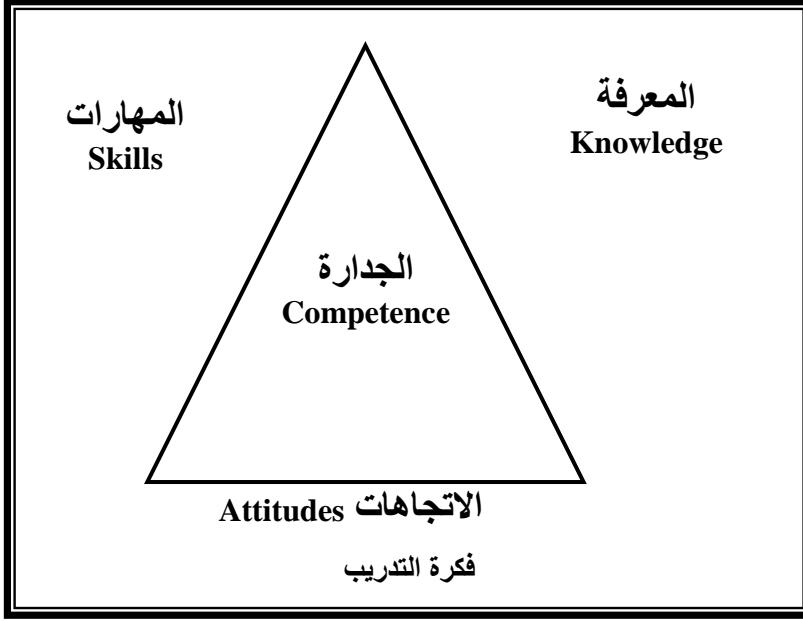 المعرفة
Knowledge
المهارات
Skills
الجدارة
Competence
الاتجاهات Attitudes
فكرة التدريب